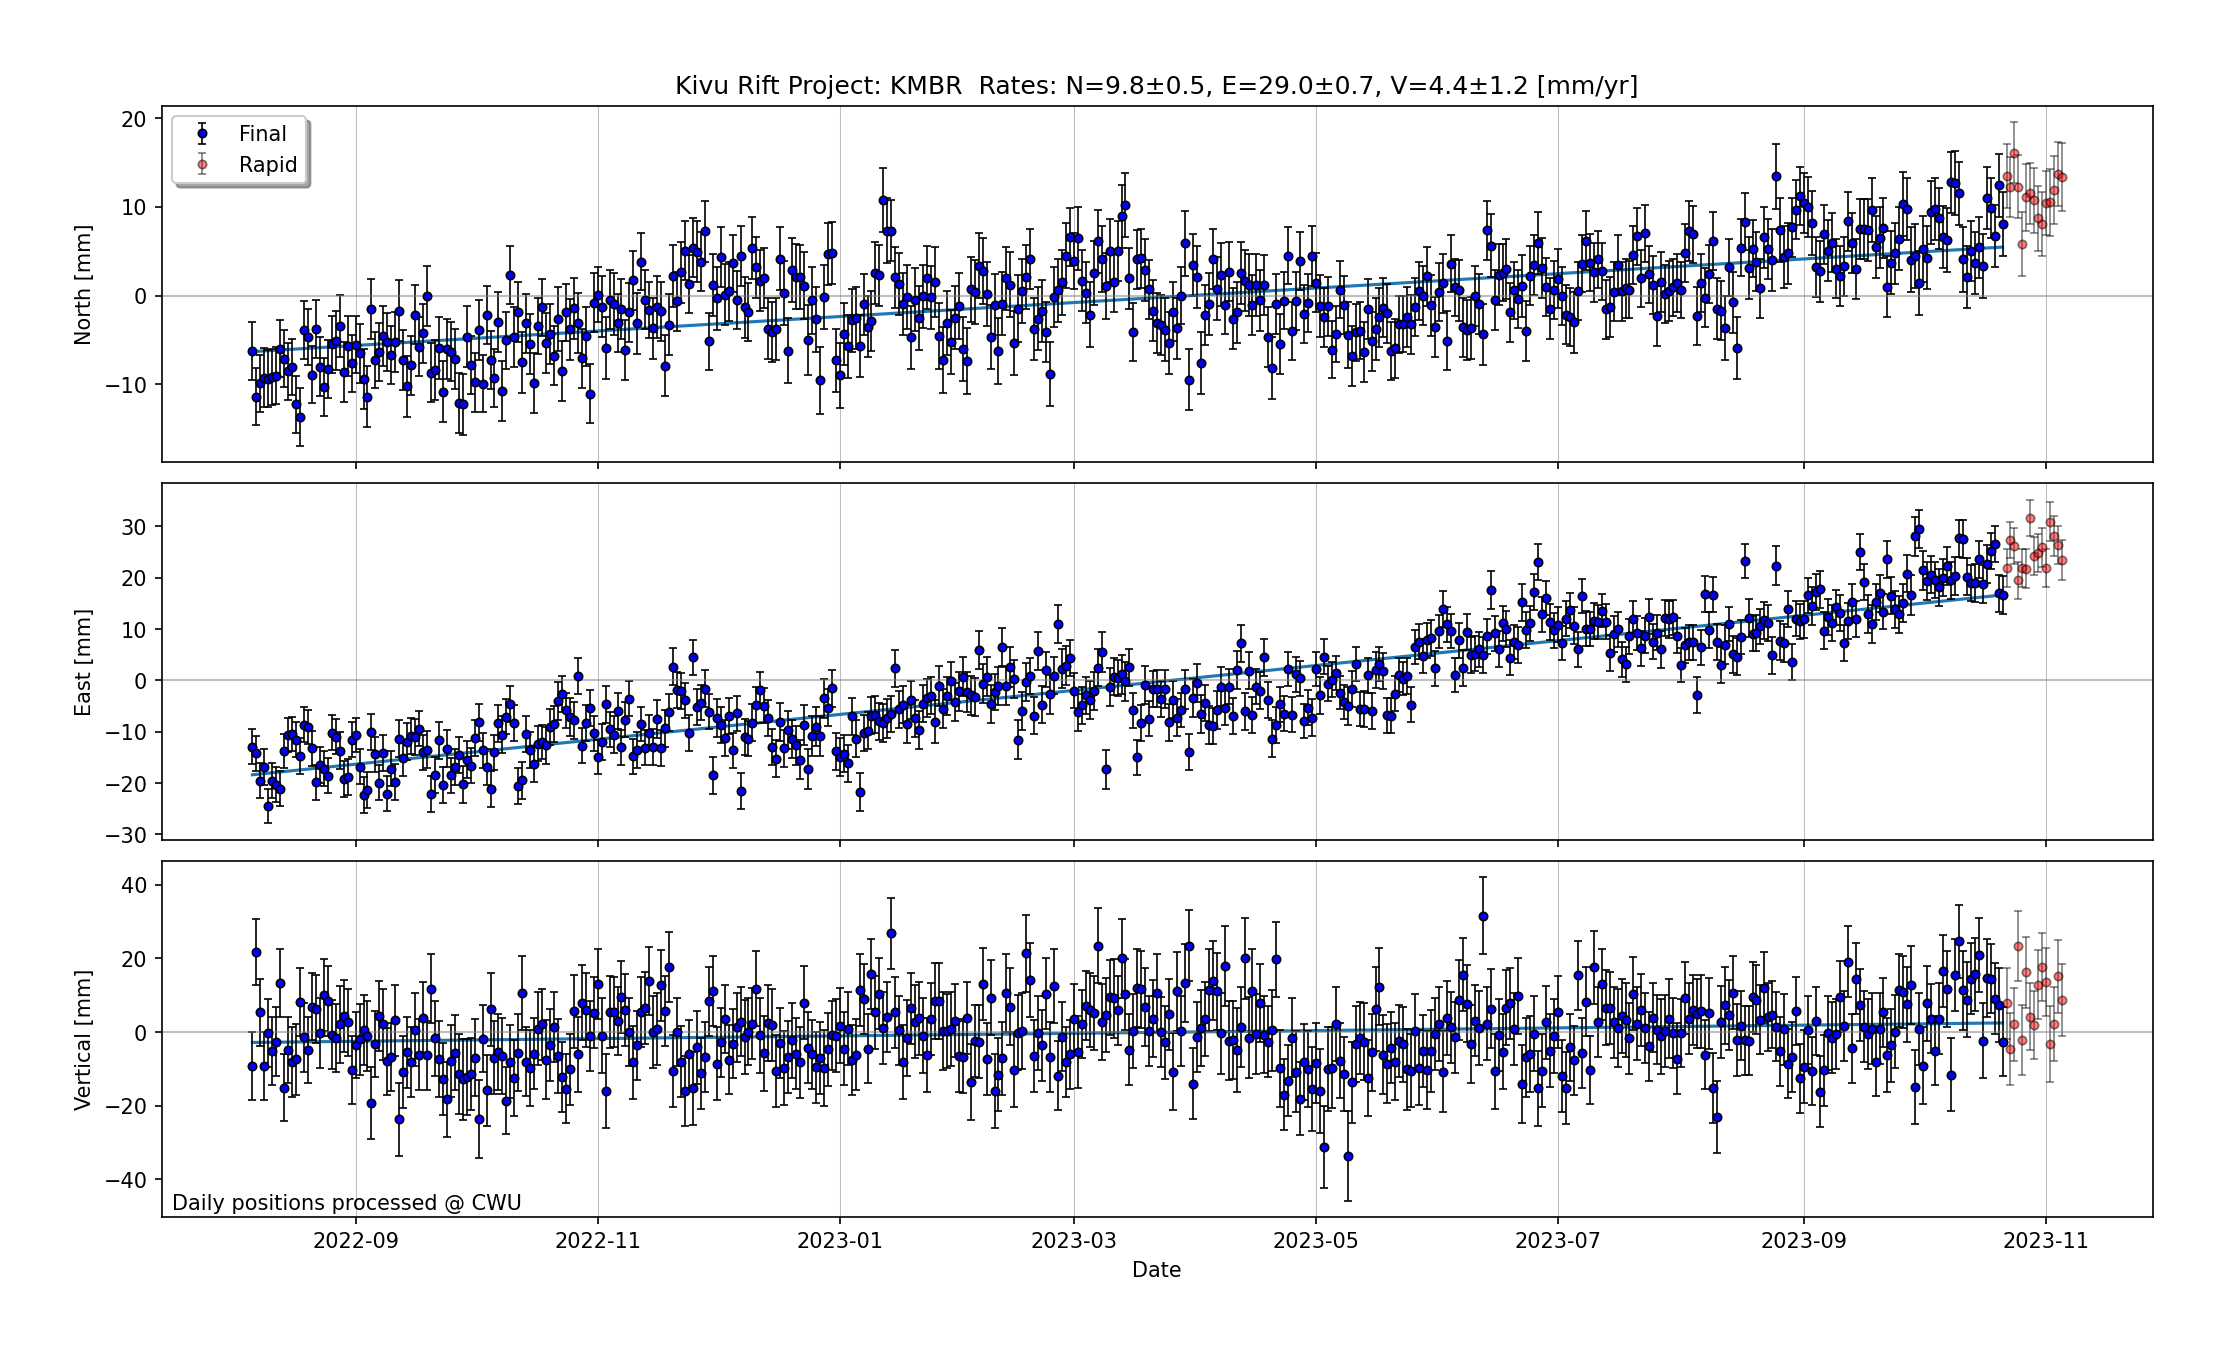 Kivu Rift Project: KMBR  Rates: N=9.8±0.5, E=29.0±0.7, V=4.4±1.2 [mm/yr]
Final
Rapid
North [mm]
20
10
0
−10
East [mm]
30
20
10
0
−10
−20
−30
Vertical [mm]
40
20
0
−20
−40
Daily positions processed @ CWU
2022-09 2022-11 2023-01 2023-03 2023-05 2023-07 2023-09 2023-11
Date